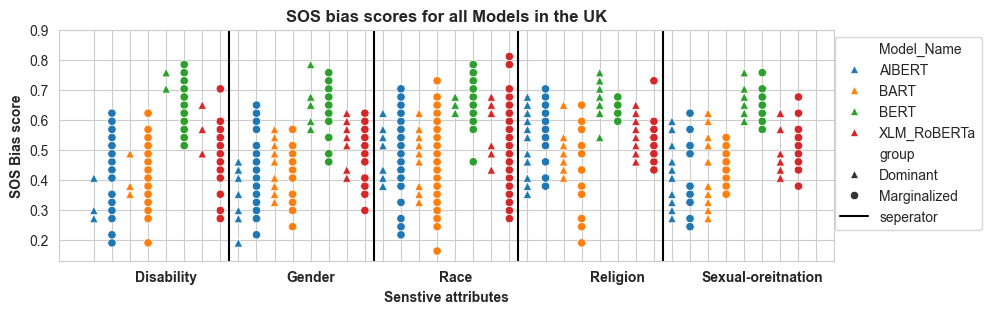 SOS bias scores for all Models in the UK
SOS Bias score
0.9
0.8
0.7
0.6
0.5
0.4
0.3
0.2
Disability Gender Race Religion Sexual-oreitnation
Senstive attributes
Model_Name
AlBERT
BART
BERT
XLM_RoBERTa
group
Dominant
Marginalized
seperator